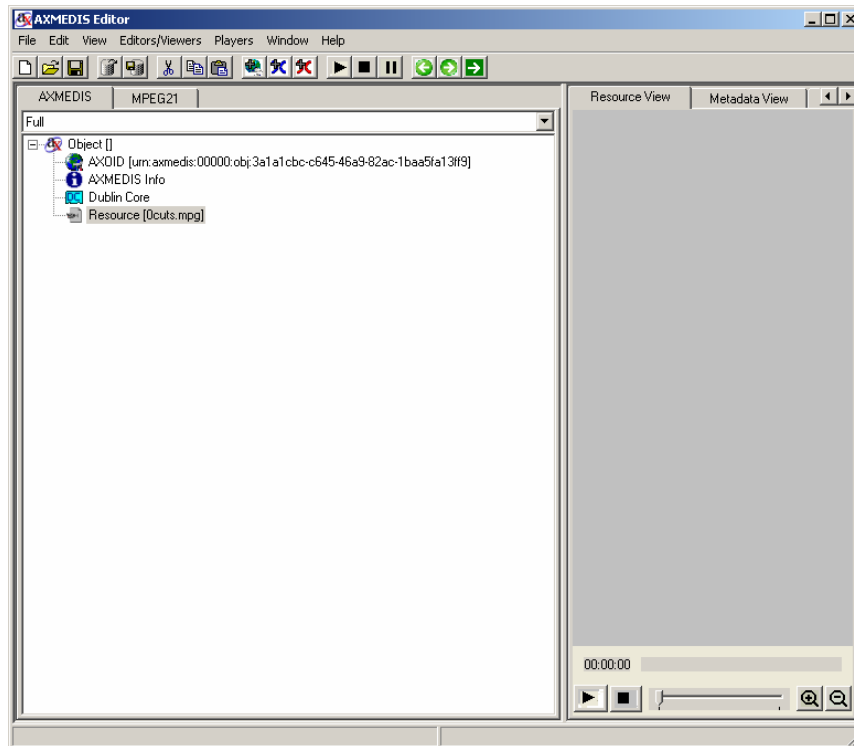 AXMEDIS Editor
File Edit View Editors/Viewers Players Window Help
AXMEDIS MPEG21
Full
Object []
AXOID [urn:axmedis:00000:obj:3a1a1cbc-c645-46a9-82ac-1baa5fa13ff9]
AXMEDIS Info
DC Dublin Core
Resource [0cuts.mpg]
Resource View Metadata View
00:00:00